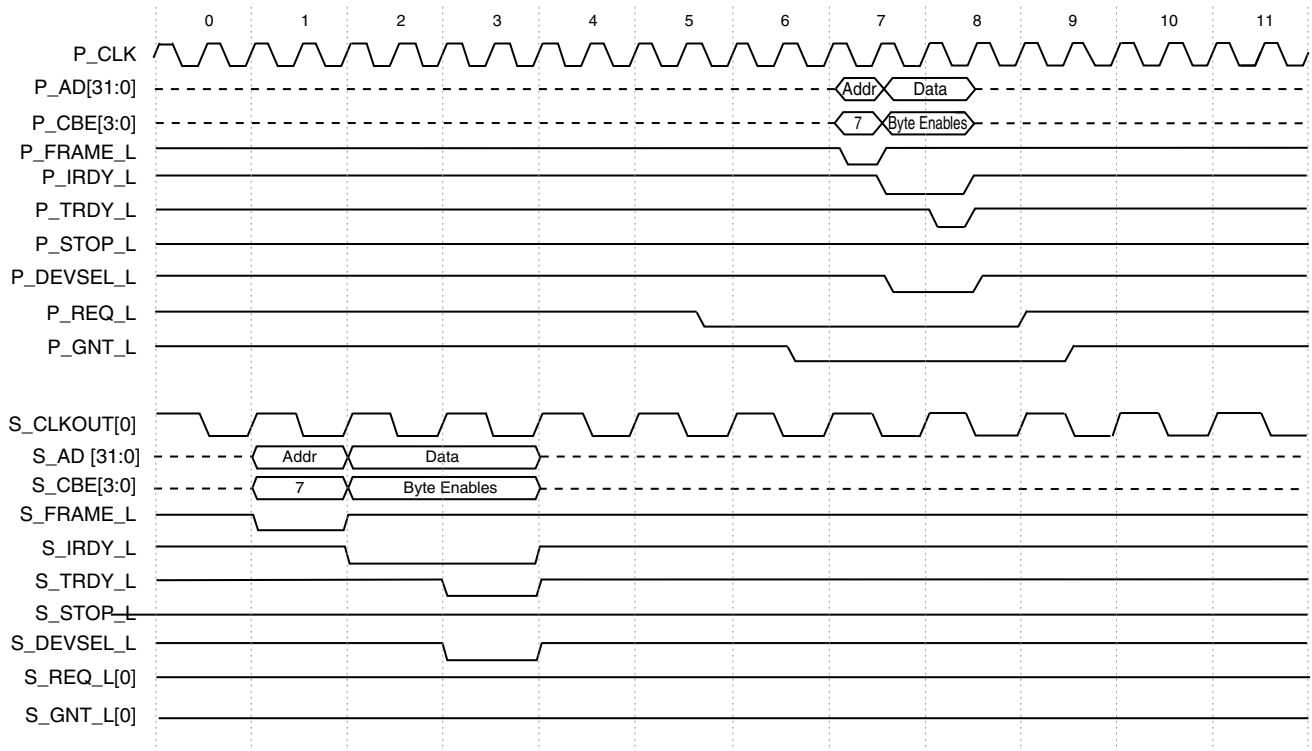 0 1 2 3 4 5 6 7 8 9 10 11
P_CLK
P_AD[31:0] Addr Data
P_CBE[3:0] 7 Byte Enables
P_FRAME_L
P_IRDY_L
P_TRDY_L
P_STOP_L
P_DEVSEL_L
P_REQ_L
P_GNT_L
S_CLKOUT[0]
S_AD [31:0] Addr Data
S_CBE[3:0] 7 Byte Enables
S_FRAME_L
S_IRDY_L
S_TRDY_L
S_STOP_L
S_DEVSEL_L
S_REQ_L[0]
S_GNT_L[0]